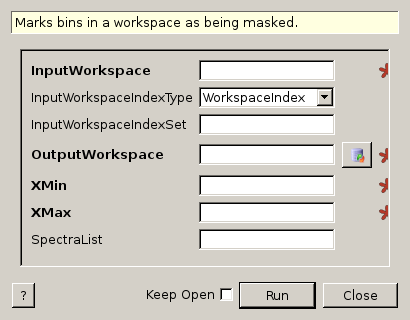 Marks bins in a workspace as being masked.
InputWorkspace
InputWorkspaceIndexType WorkspaceIndex
InputWorkspaceIndexSet
OutputWorkspace
XMin
XMax
SpectraList
? Keep Open Run Close